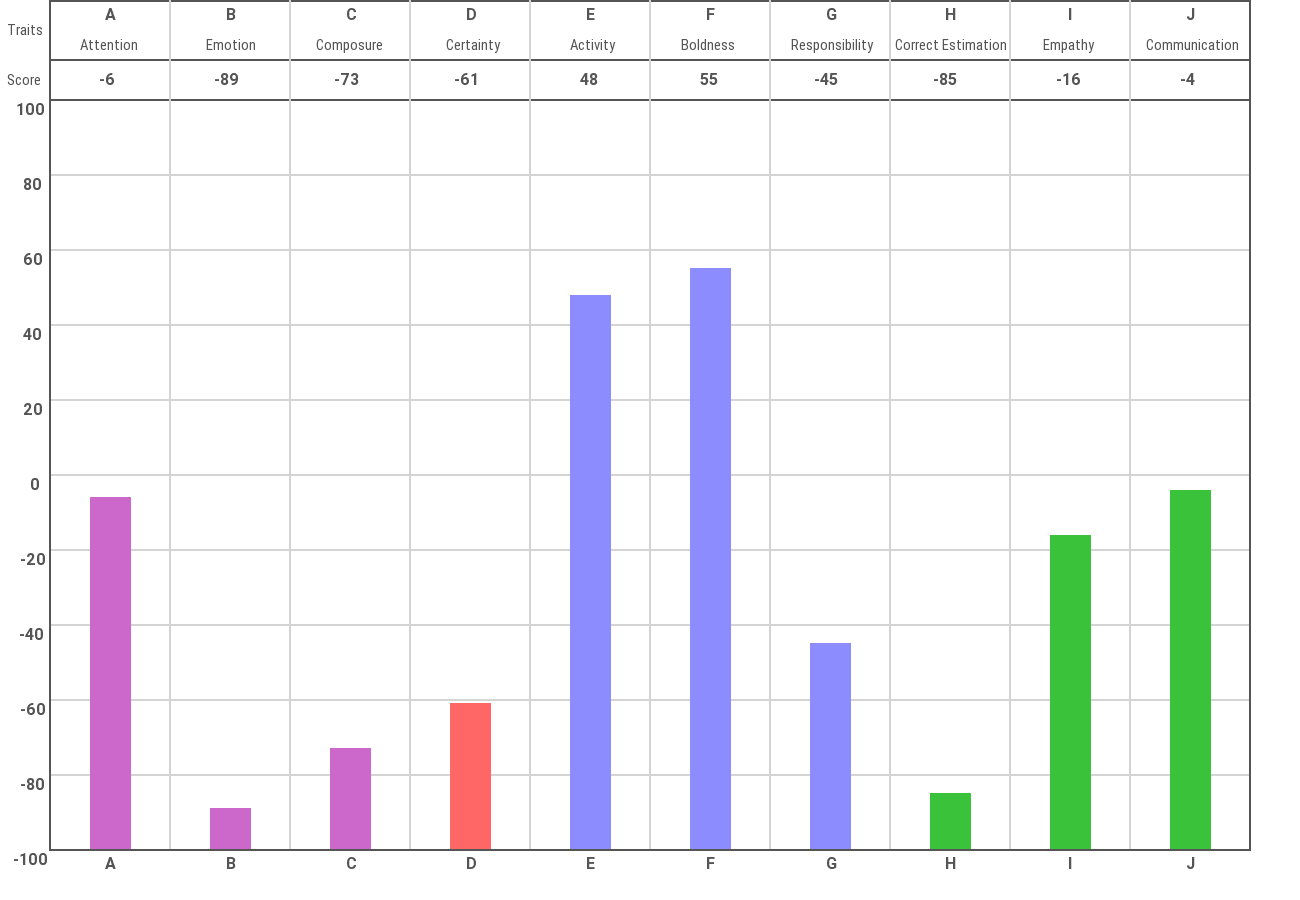 Traits A B C D E F G H I J
Attention Emotion Composure Certainty Activity Boldness Responsibility Correct Estimation Empathy Communication
Score -6 -89 -73 -61 48 55 -45 -85 -16 -4
100
80
60
40
20
0
-20
-40
-60
-80
-100
A B C D E F G H I J